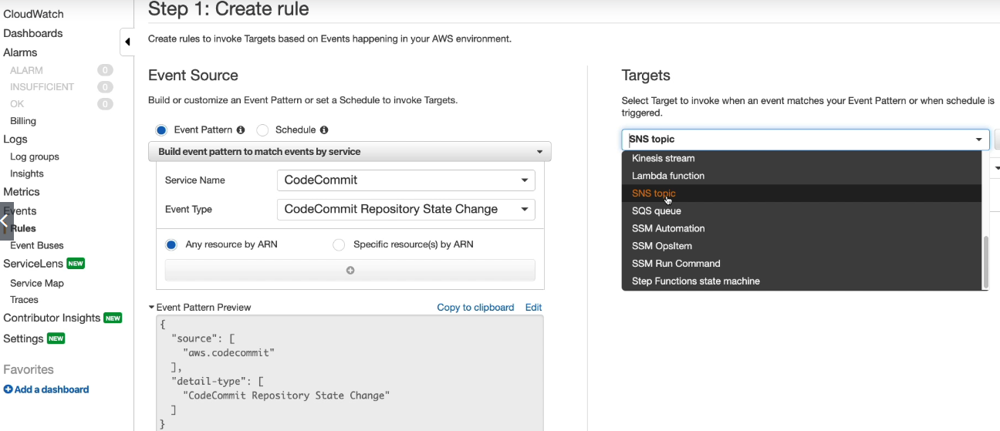 CloudWatch
Dashboards
Alarms
ALARM 0
INSUFFICIENT 0
OK 0
Billing
Logs
Log groups
Insights
Metrics
Events
Rules
Event Buses
ServiceLens NEW
Service Map
Traces
Contributor Insights NEW
Settings NEW
Favorites
Add a dashboard
Step 1: Create rule
Create rules to invoke Targets based on Events happening in your AWS environment.
Event Source
Build or customize an Event Pattern or set a Schedule to invoke Targets.
Event Pattern Schedule
Build event pattern to match events by service
Service Name CodeCommit
Event Type CodeCommit Repository State Change
Any resource by ARN Specific resource(s) by ARN
Event Pattern Preview Copy to clipboard Edit
{
"source": [
"aws.codecommit"
],
"detail-type": [
"CodeCommit Repository State Change"
]
}
Targets
Select Target to invoke when an event matches your Event Pattern or when schedule is
triggered.
SNS topic
Kinesis stream
Lambda function
SNS topic
SQS queue
SSM Automation
SSM OpsItem
SSM Run Command
Step Functions state machine